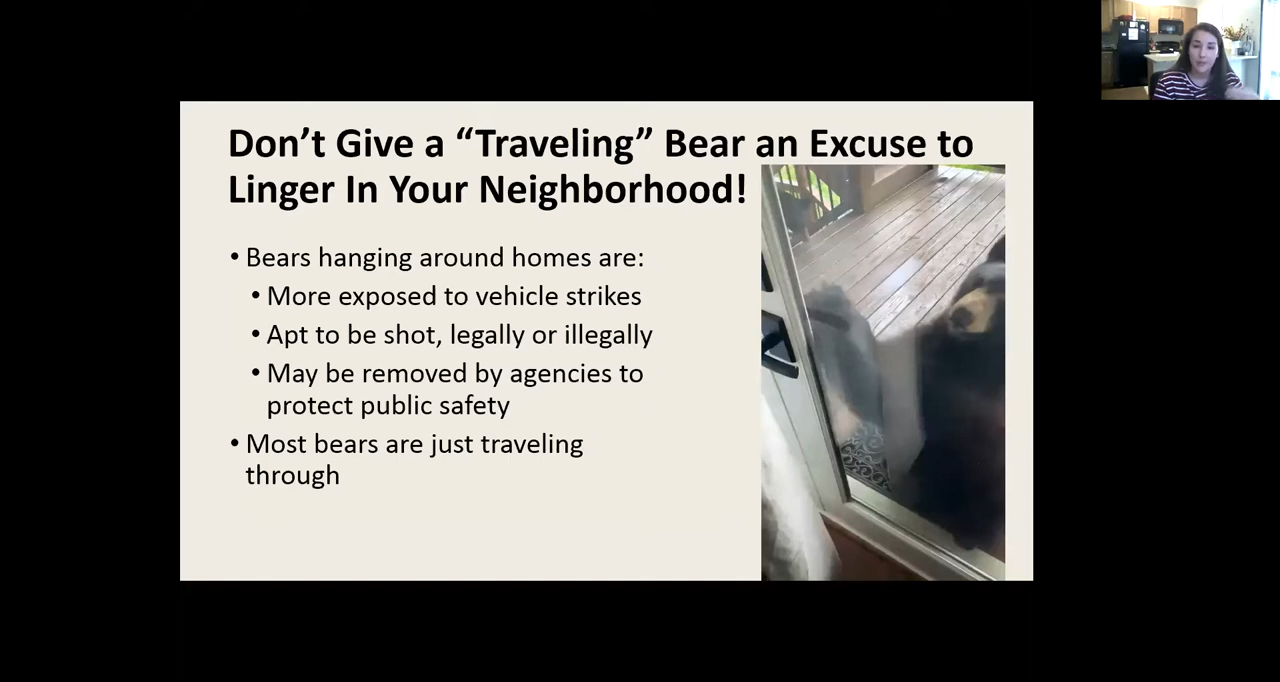 Don’t Give a “Traveling” Bear an Excuse to
Linger In Your Neighborhood!
• Bears hanging around homes are:
• More exposed to vehicle strikes
• Apt to be shot, legally or illegally
• May be removed by agencies to
protect public safety
• Most bears are just traveling
through